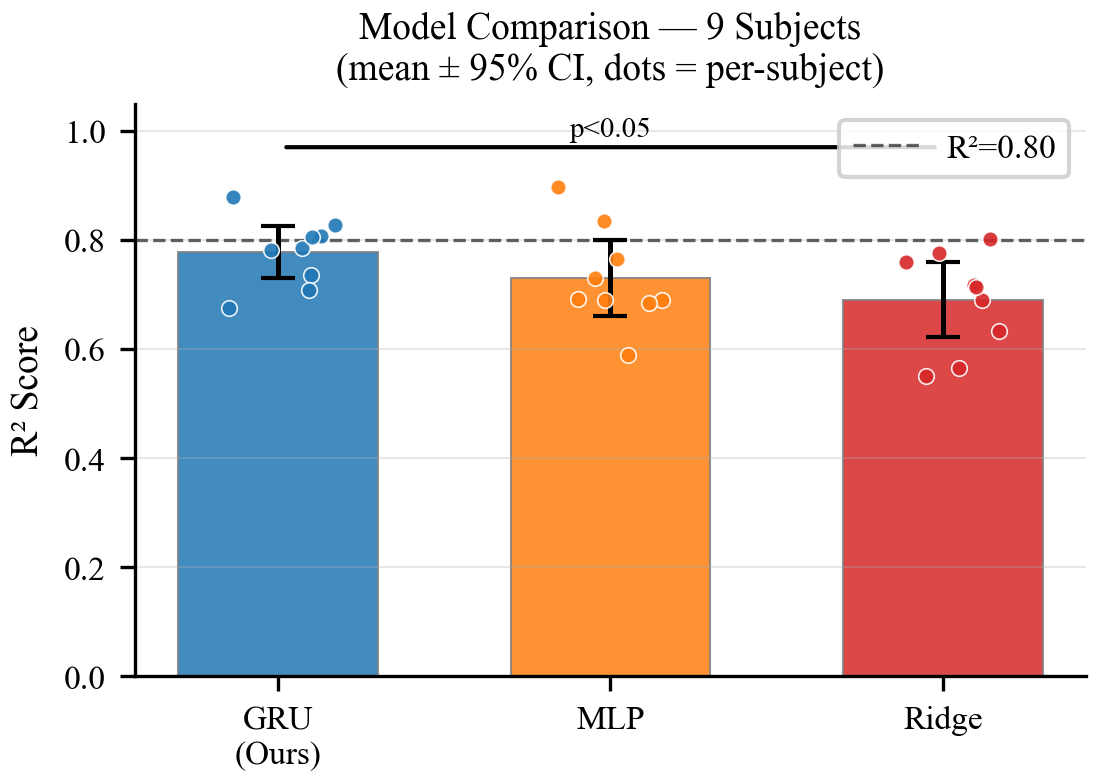 Model Comparison — 9 Subjects
(mean ± 95% CI, dots = per-subject)
R² Score
1.0
0.8
0.6
0.4
0.2
0.0
p<0.05
R²=0.80
GRU
(Ours)
MLP
Ridge